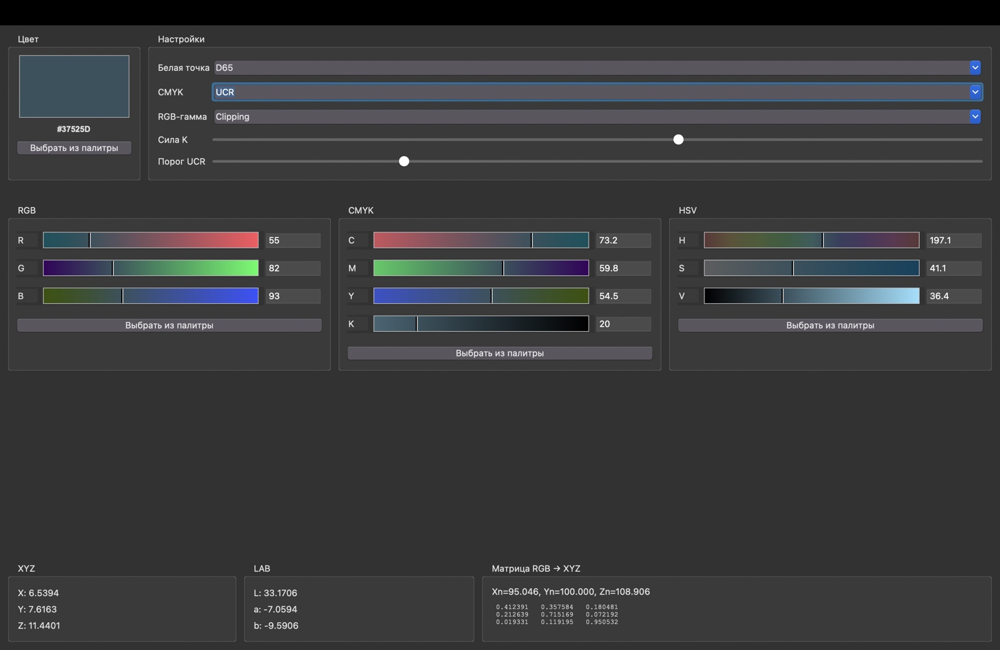 Цвет
#37525D
Выбрать из палитры
Настройки
Белая точка D65
CMYK UCR
RGB-гамма Clipping
Сила K
Порог UCR
RGB
R 55
G 82
B 93
Выбрать из палитры
CMYK
C 73.2
M 59.8
Y 54.5
K 20
Выбрать из палитры
HSV
H 197.1
S 41.1
V 36.4
Выбрать из палитры
XYZ
X: 6.5394
Y: 7.6163
Z: 11.4401
LAB
L: 33.1706
a: -7.0594
b: -9.5906
Матрица RGB → XYZ
Xn=95.046, Yn=100.000, Zn=108.906
0.412391 0.357584 0.180481
0.212639 0.715169 0.072192
0.019331 0.119195 0.950532